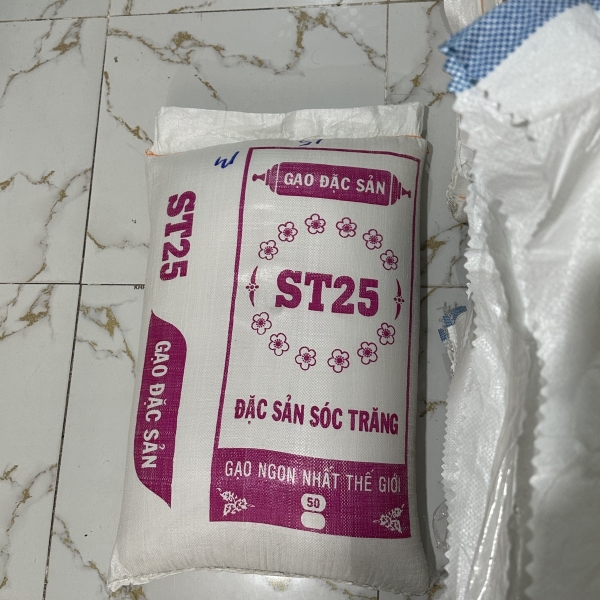 GẠO ĐẶC SẢN
ST25
ĐẶC SẢN SÓC TRĂNG
GẠO NGON NHẤT THẾ GIỚI
50
ST25
GẠO ĐẶC SẢN